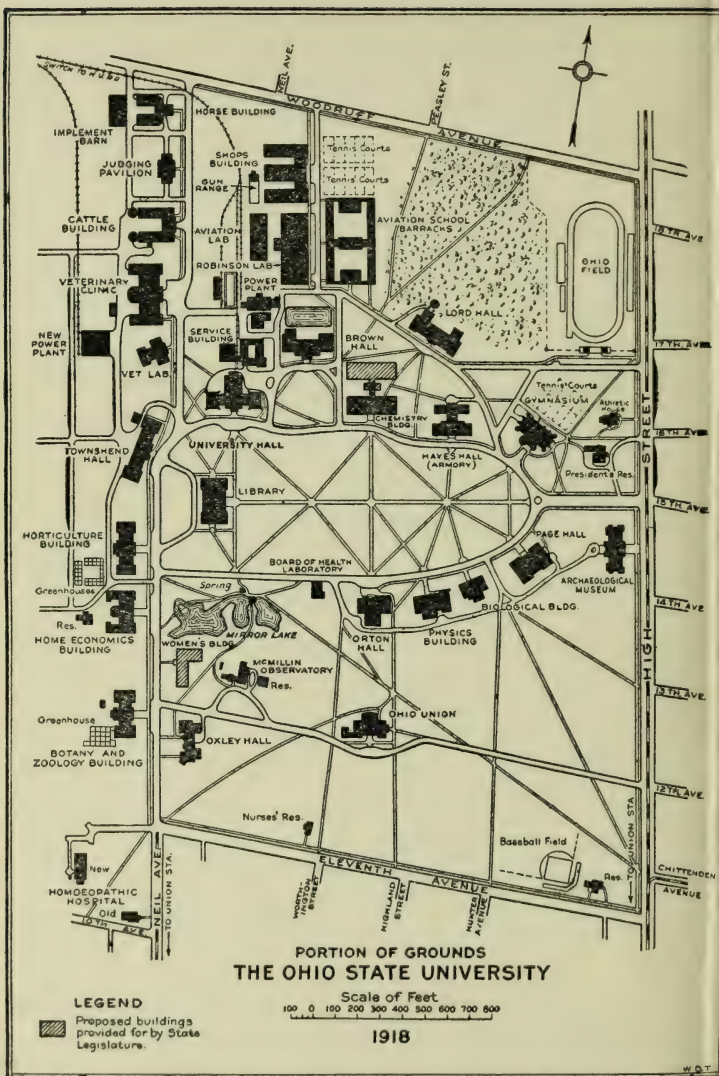 SWITCH TO H.V.R.R.
NEIL AVE.
PEASLEY ST.
WOODRUFF
AVENUE
HORSE BUILDING
IMPLEMENT
BARN
SHOPS
BUILDING
Tennis Courts
JUDGING
PAVILION
GUN
RANGE
Tennis Courts
CATTLE
BUILDING
AVIATION
LAB
AVIATION SCHOOL
BARRACKS
19TH AVE
OHIO
FIELD
ROBINSON LAB.
VETERINARY
CLINIC
POWER
PLANT
LORD HALL
NEW
POWER
PLANT
SERVICE
BUILDING
BROWN
HALL
17TH. AVE.
VET LAB.
Tennis Courts
GYMNASIUM
Athletic
House
STREET
CHEMISTRY BLDG.
16TH AVE
TOWNSHEND
HALL
UNIVERSITY HALL
HAYES HALL
(ARMORY)
President's Res.
LIBRARY
15TH AVE.
HORTICULTURE
BUILDING
PAGE HALL
BOARD OF HEALTH
LABORATORY
ARCHAEOLOGICAL
MUSEUM
Greenhouses
Spring
14TH AVE
Res.
BIOLOGICAL BLDG.
HOME ECONOMICS
BUILDING
MIRROR LAKE
WOMEN'S BLDG.
ORTON
HALL
PHYSICS
BUILDING
HIGH
MCMILLIN
OBSERVATORY
Res.
13TH AVE.
Greenhouse
OHIO UNION
OXLEY HALL
BOTANY AND
ZOOLOGY BUILDING
12TH. AVE
Nurses' Res.
TO UNION STA.
Baseball Field
ELEVENTH
AVENUE
Res.
CHITTENDEN
AVENUE
New
HOMOEOPATHIC
HOSPITAL
Old
10TH AVE.
NEIL AVE.
TO UNION STA.
WORTH-
INGTON
STREET
HIGHLAND
STREET
HUNTER
AVENUE
PORTION OF GROUNDS
THE OHIO STATE UNIVERSITY
Scale of Feet
100 0 100 200 300 400 500 600 700 800
1918
LEGEND
Proposed buildings
provided for by State
Legislature.
W.D.T.